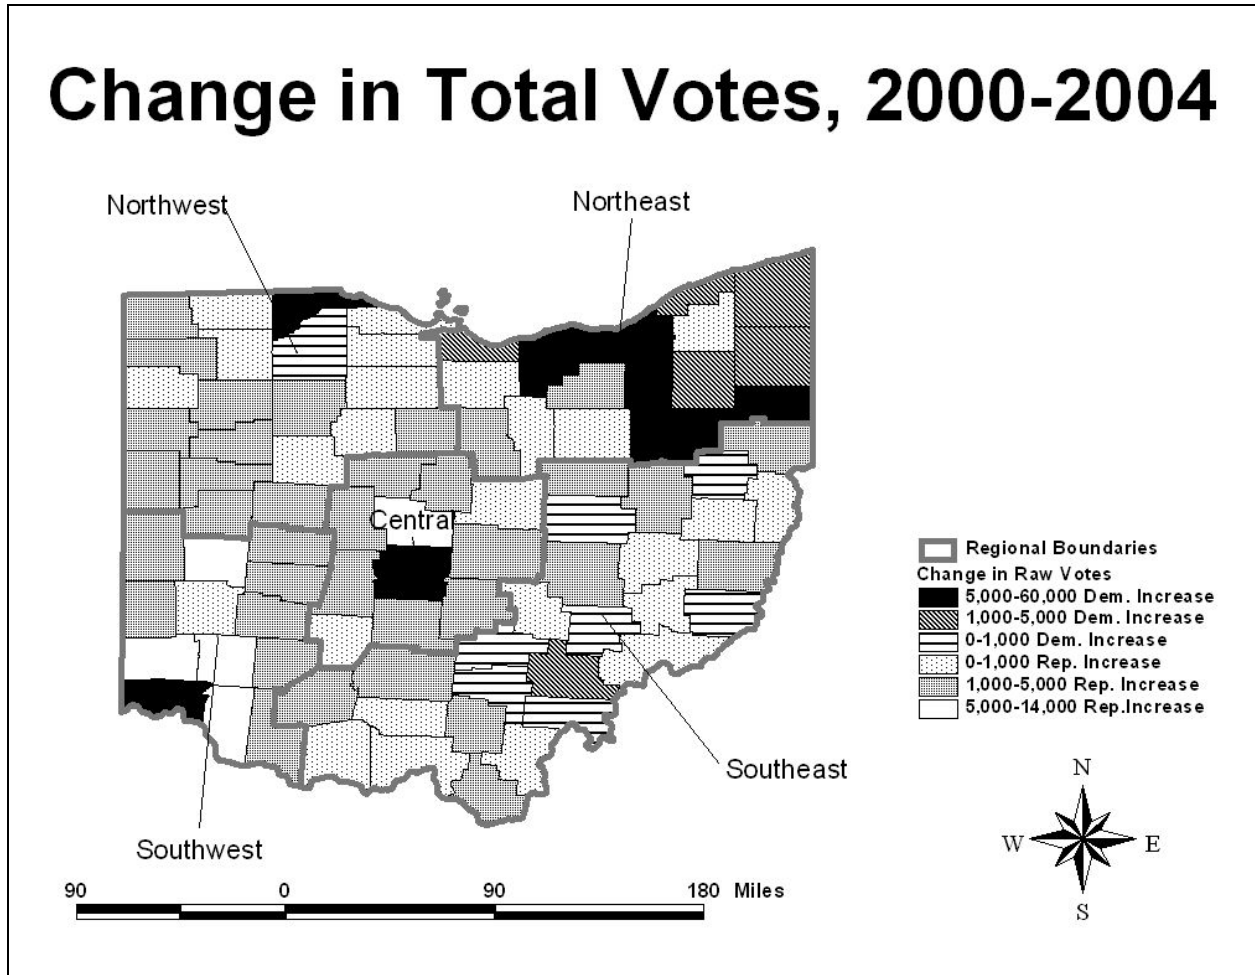 Change in Total Votes, 2000-2004
Northwest
Northeast
Central
Southeast
Southwest
Regional Boundaries
Change in Raw Votes
5,000-60,000 Dem. Increase
1,000-5,000 Dem. Increase
0-1,000 Dem. Increase
0-1,000 Rep. Increase
1,000-5,000 Rep. Increase
5,000-14,000 Rep.Increase
N
W
E
S
90 0 90 180 Miles